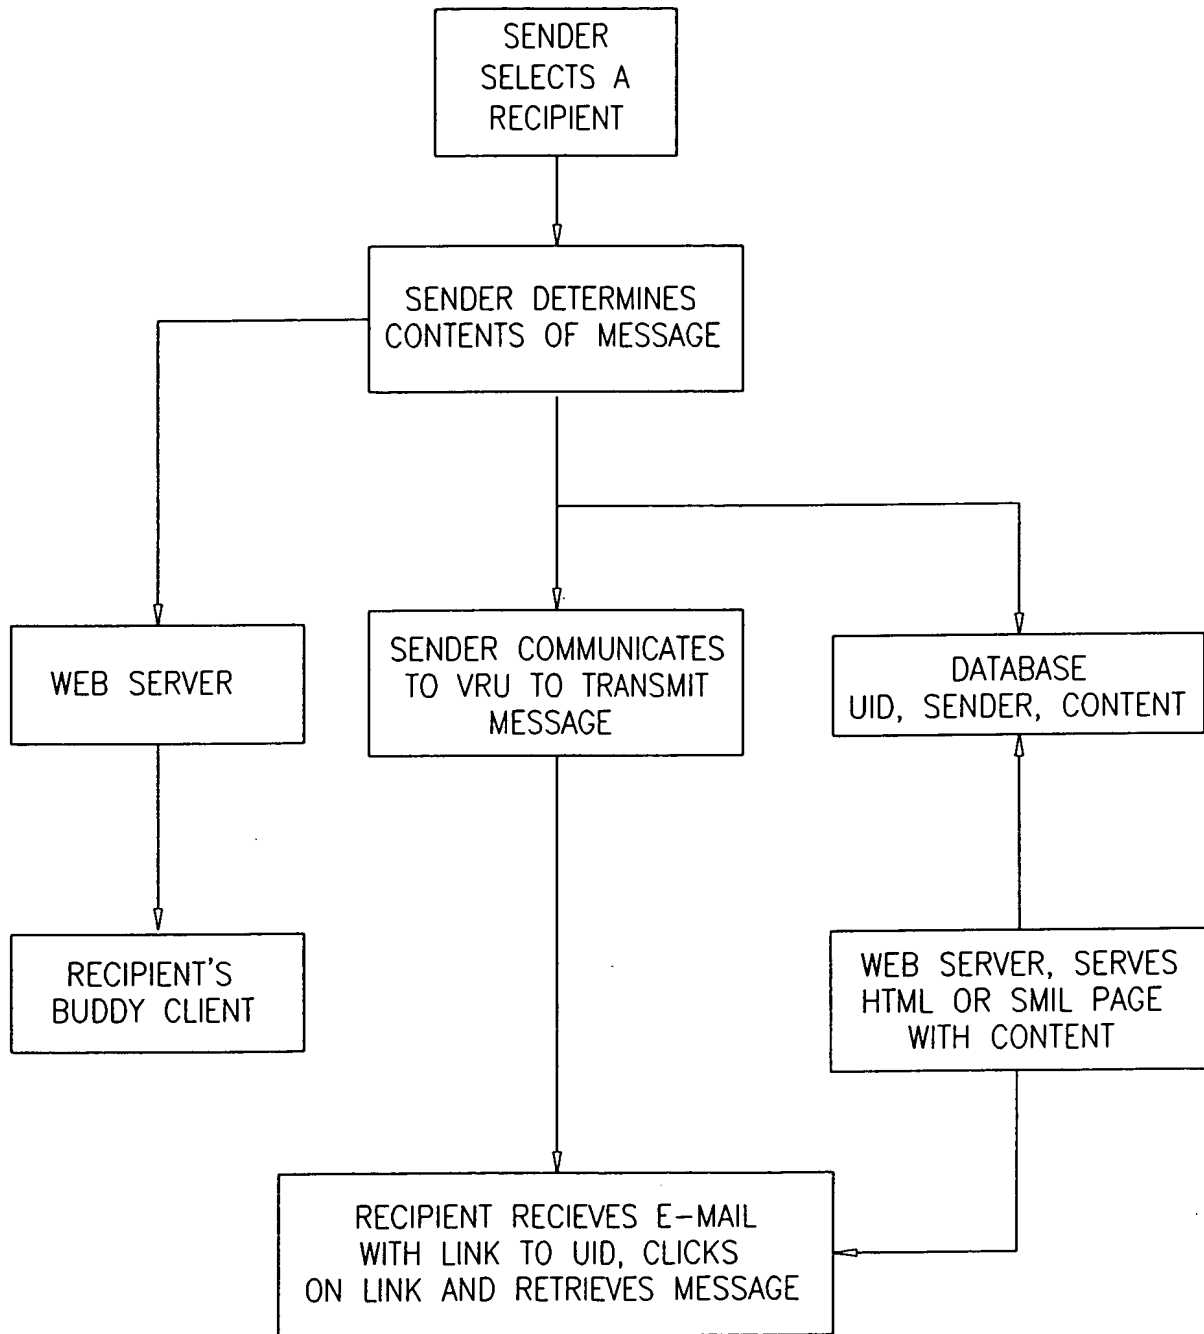 SENDER
SELECTS A
RECIPIENT
SENDER DETERMINES
CONTENTS OF MESSAGE
WEB SERVER
SENDER COMMUNICATES
TO VRU TO TRANSMIT
MESSAGE
DATABASE
UID, SENDER, CONTENT
RECIPIENT'S
BUDDY CLIENT
WEB SERVER, SERVES
HTML OR SMIL PAGE
WITH CONTENT
RECIPIENT RECIEVES E-MAIL
WITH LINK TO UID, CLICKS
ON LINK AND RETRIEVES MESSAGE